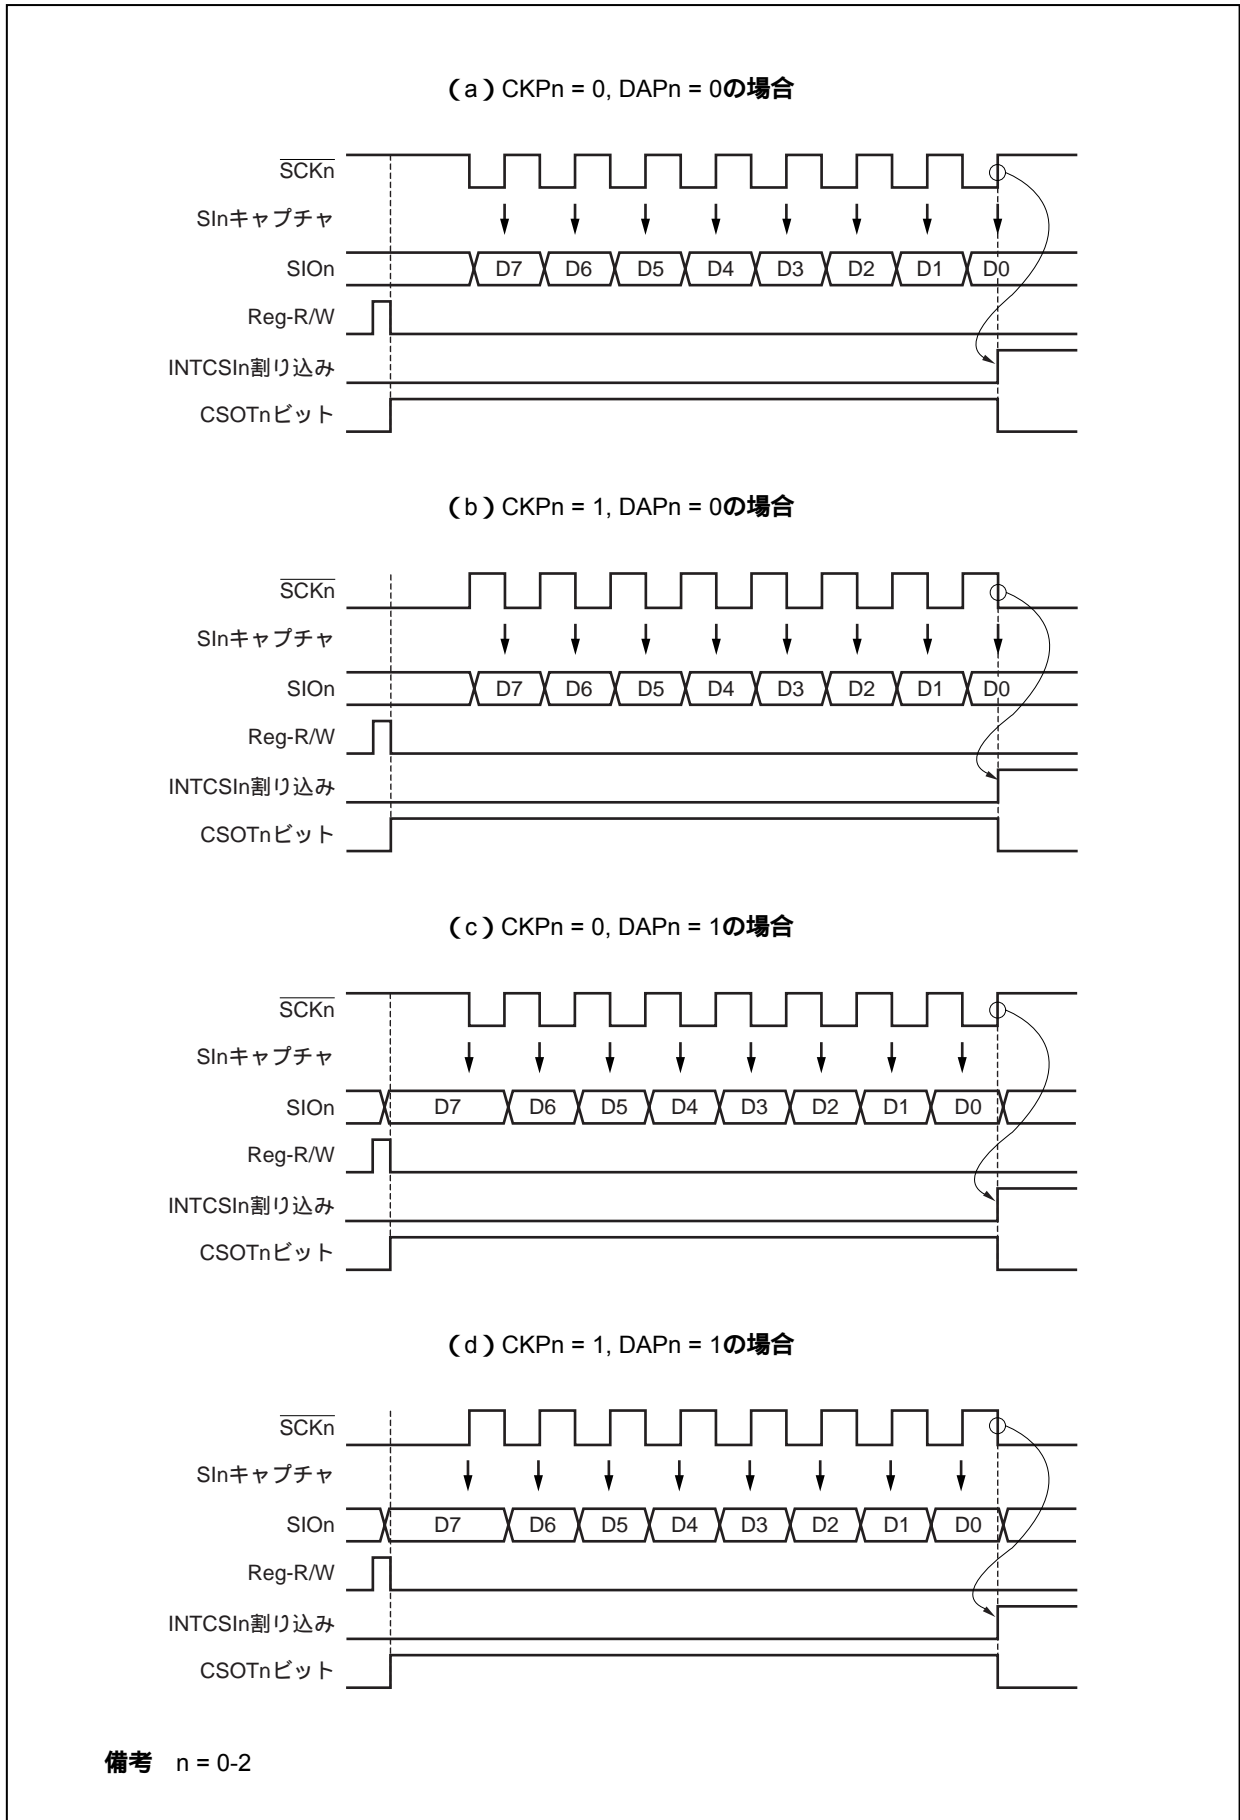 (a) CKPn = 0, DAPn = 0の場合
SCKn
SInキャプチャ
SIOn
D7 D6 D5 D4 D3 D2 D1 D0
Reg-R/W
INTCSIn割り込み
CSOTnビット
(b) CKPn = 1, DAPn = 0の場合
SCKn
SInキャプチャ
SIOn
D7 D6 D5 D4 D3 D2 D1 D0
Reg-R/W
INTCSIn割り込み
CSOTnビット
(c) CKPn = 0, DAPn = 1の場合
SCKn
SInキャプチャ
SIOn
D7 D6 D5 D4 D3 D2 D1 D0
Reg-R/W
INTCSIn割り込み
CSOTnビット
(d) CKPn = 1, DAPn = 1の場合
SCKn
SInキャプチャ
SIOn
D7 D6 D5 D4 D3 D2 D1 D0
Reg-R/W
INTCSIn割り込み
CSOTnビット
備考 n = 0-2